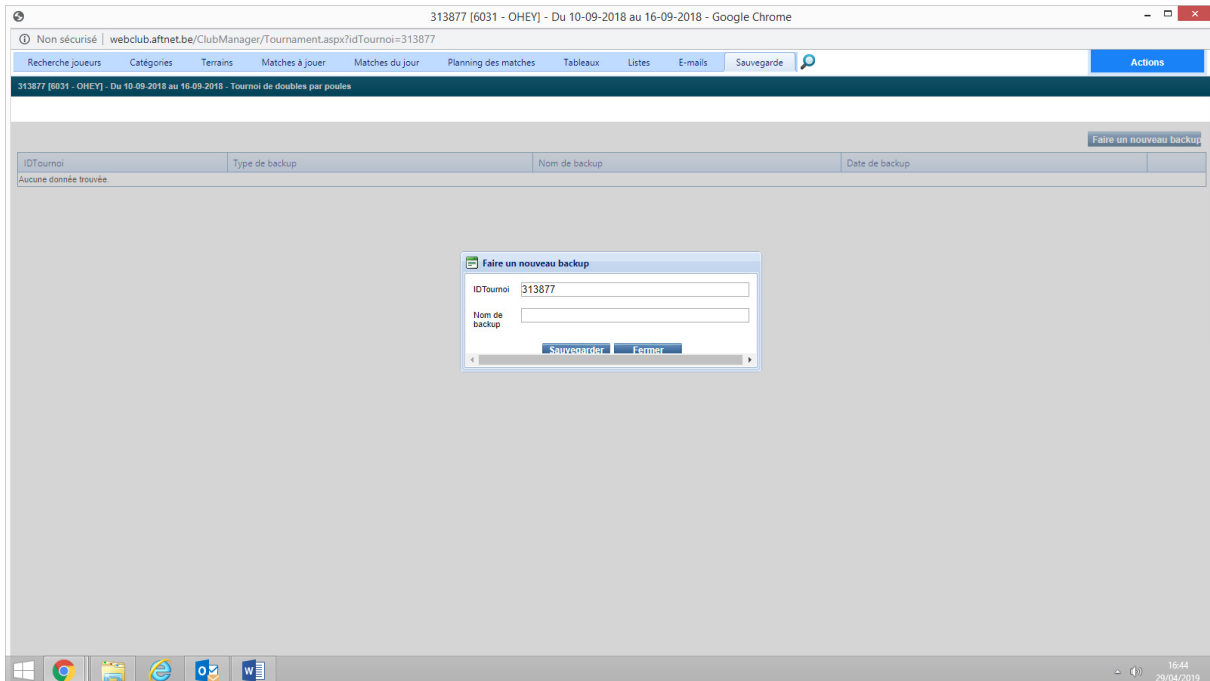 313877 [6031 - OHEY] - Du 10-09-2018 au 16-09-2018 - Google Chrome
Non sécurisé | webclub.aftnet.be/ClubManager/Tournament.aspx?idTournoi=313877
Recherche joueurs Catégories Terrains Matches à jouer Matches du jour Planning des matches Tableaux Listes E-mails Sauvegarde Actions
313877 [6031 - OHEY] - Du 10-09-2018 au 16-09-2018 - Tournoi de doubles par poules
Faire un nouveau backup
IDTournoi Type de backup Nom de backup Date de backup
Aucune donnée trouvée.
Faire un nouveau backup
IDTournoi 313877
Nom de
backup
Sauvegarder Fermer
16:44
29/04/2019